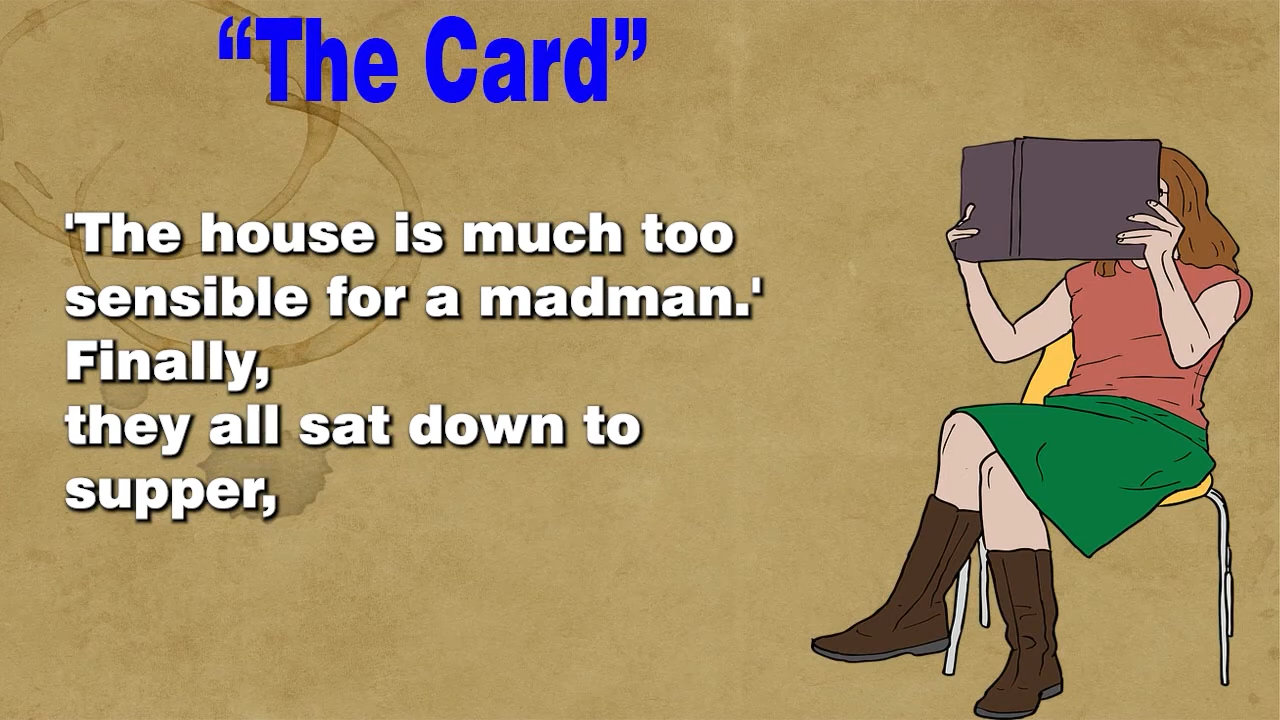 “The Card”
'The house is much too
sensible for a madman.'
Finally,
they all sat down to
supper,